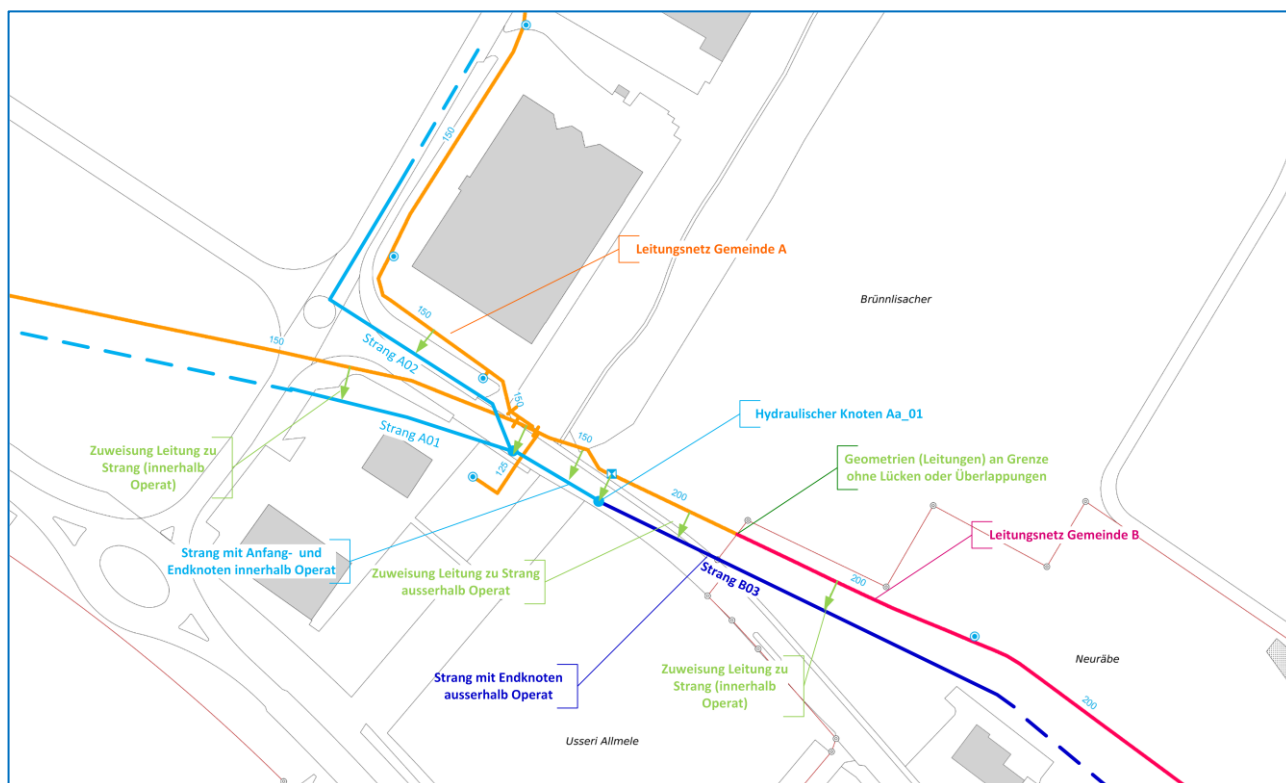 150
Leitungsnetz Gemeinde A
Brünnlisacher
150
150
Strang A02
150
Strang A01
150
Hydraulischer Knoten Aa_01
Zuweisung Leitung zu
Strang (innerhalb
Operat)
125
200
Geometrien (Leitungen) an Grenze
ohne Lücken oder Überlappungen
Strang mit Anfang- und
Endknoten innerhalb Operat
Zuweisung Leitung zu Strang
ausserhalb Operat
Strang B03
200
Leitungsnetz Gemeinde B
Strang mit Endknoten
ausserhalb Operat
Zuweisung Leitung zu
Strang (innerhalb
Operat)
Neuräbe
200
Usseri Allmele